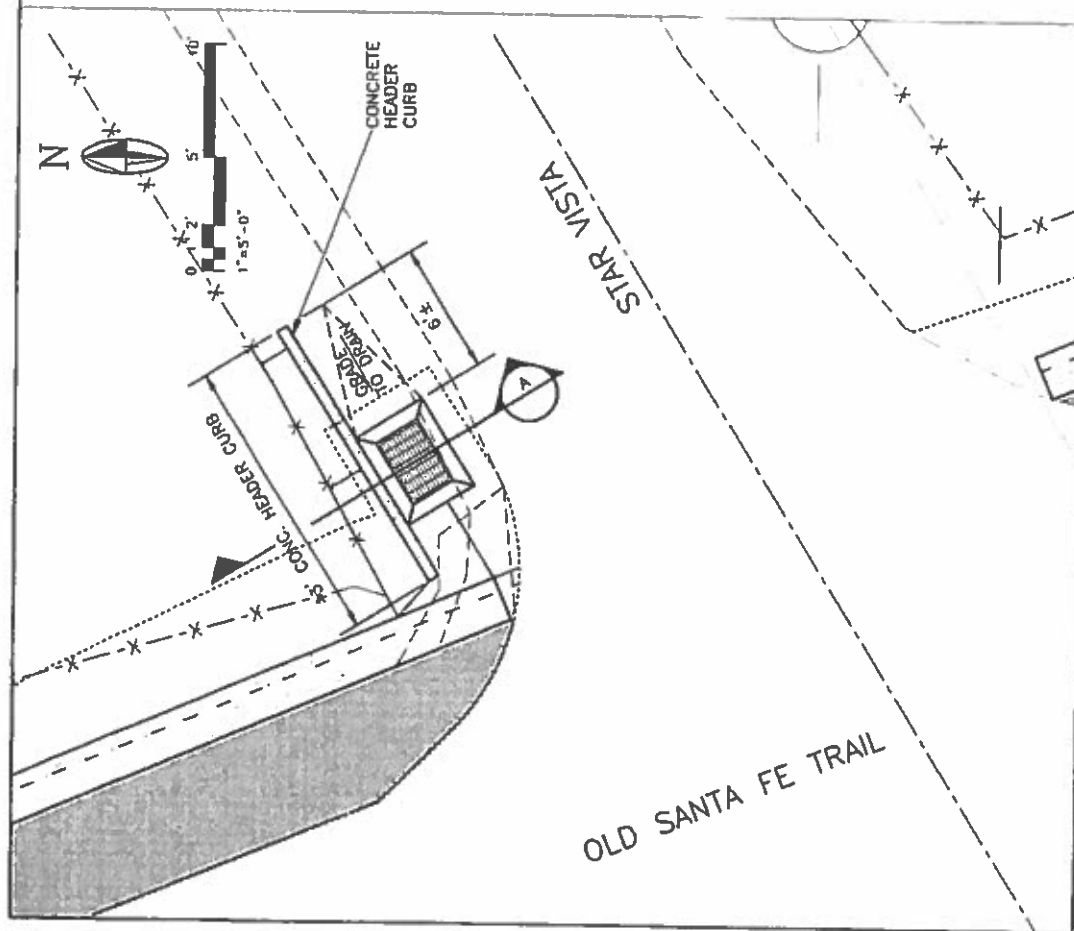 N
0 1 2' 5' 10'
1"=5'-0"
CONCRETE
HEADER
CURB
CONC. HEADER CURB
GRADE
TO DRAIN
6'±
A
STAR VISTA
OLD SANTA FE TRAIL